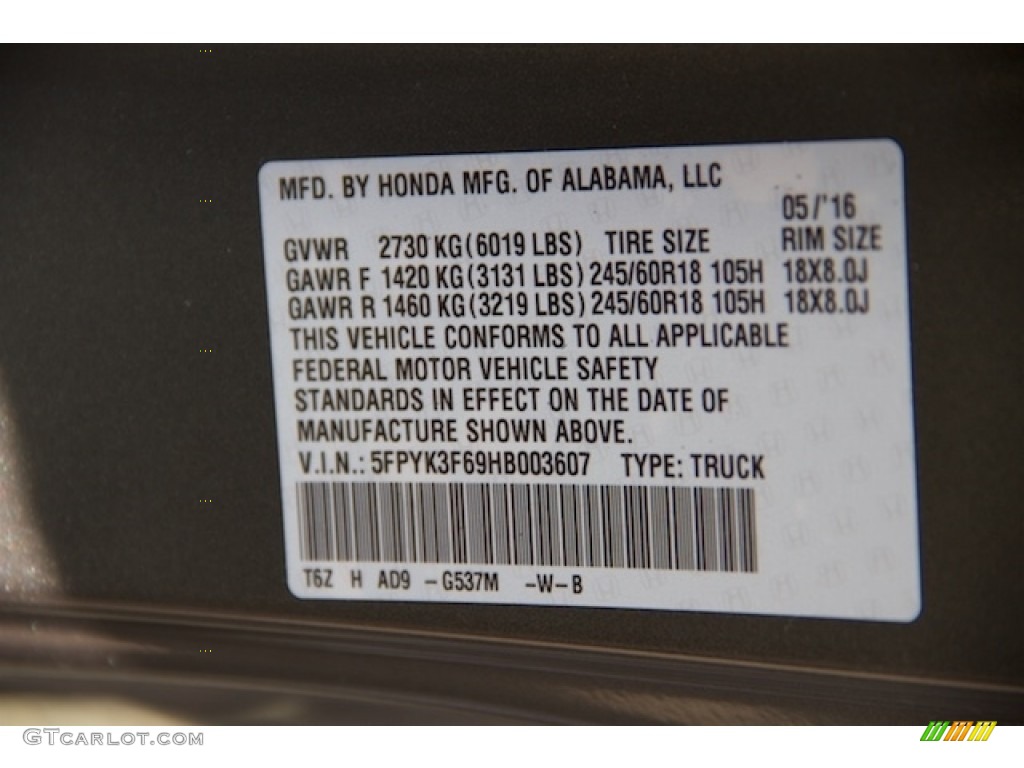 MFD. BY HONDA MFG. OF ALABAMA, LLC
05/'16
GVWR 2730 KG(6019 LBS) TIRE SIZE RIM SIZE
GAWR F 1420 KG(3131 LBS) 245/60R18 105H 18X8.0J
GAWR R 1460 KG(3219 LBS) 245/60R18 105H 18X8.0J
THIS VEHICLE CONFORMS TO ALL APPLICABLE
FEDERAL MOTOR VEHICLE SAFETY
STANDARDS IN EFFECT ON THE DATE OF
MANUFACTURE SHOWN ABOVE.
V.I.N.: 5FPYK3F69HB003607 TYPE: TRUCK
T6Z H AD9 -G537M -W-B
GTCarlot.com